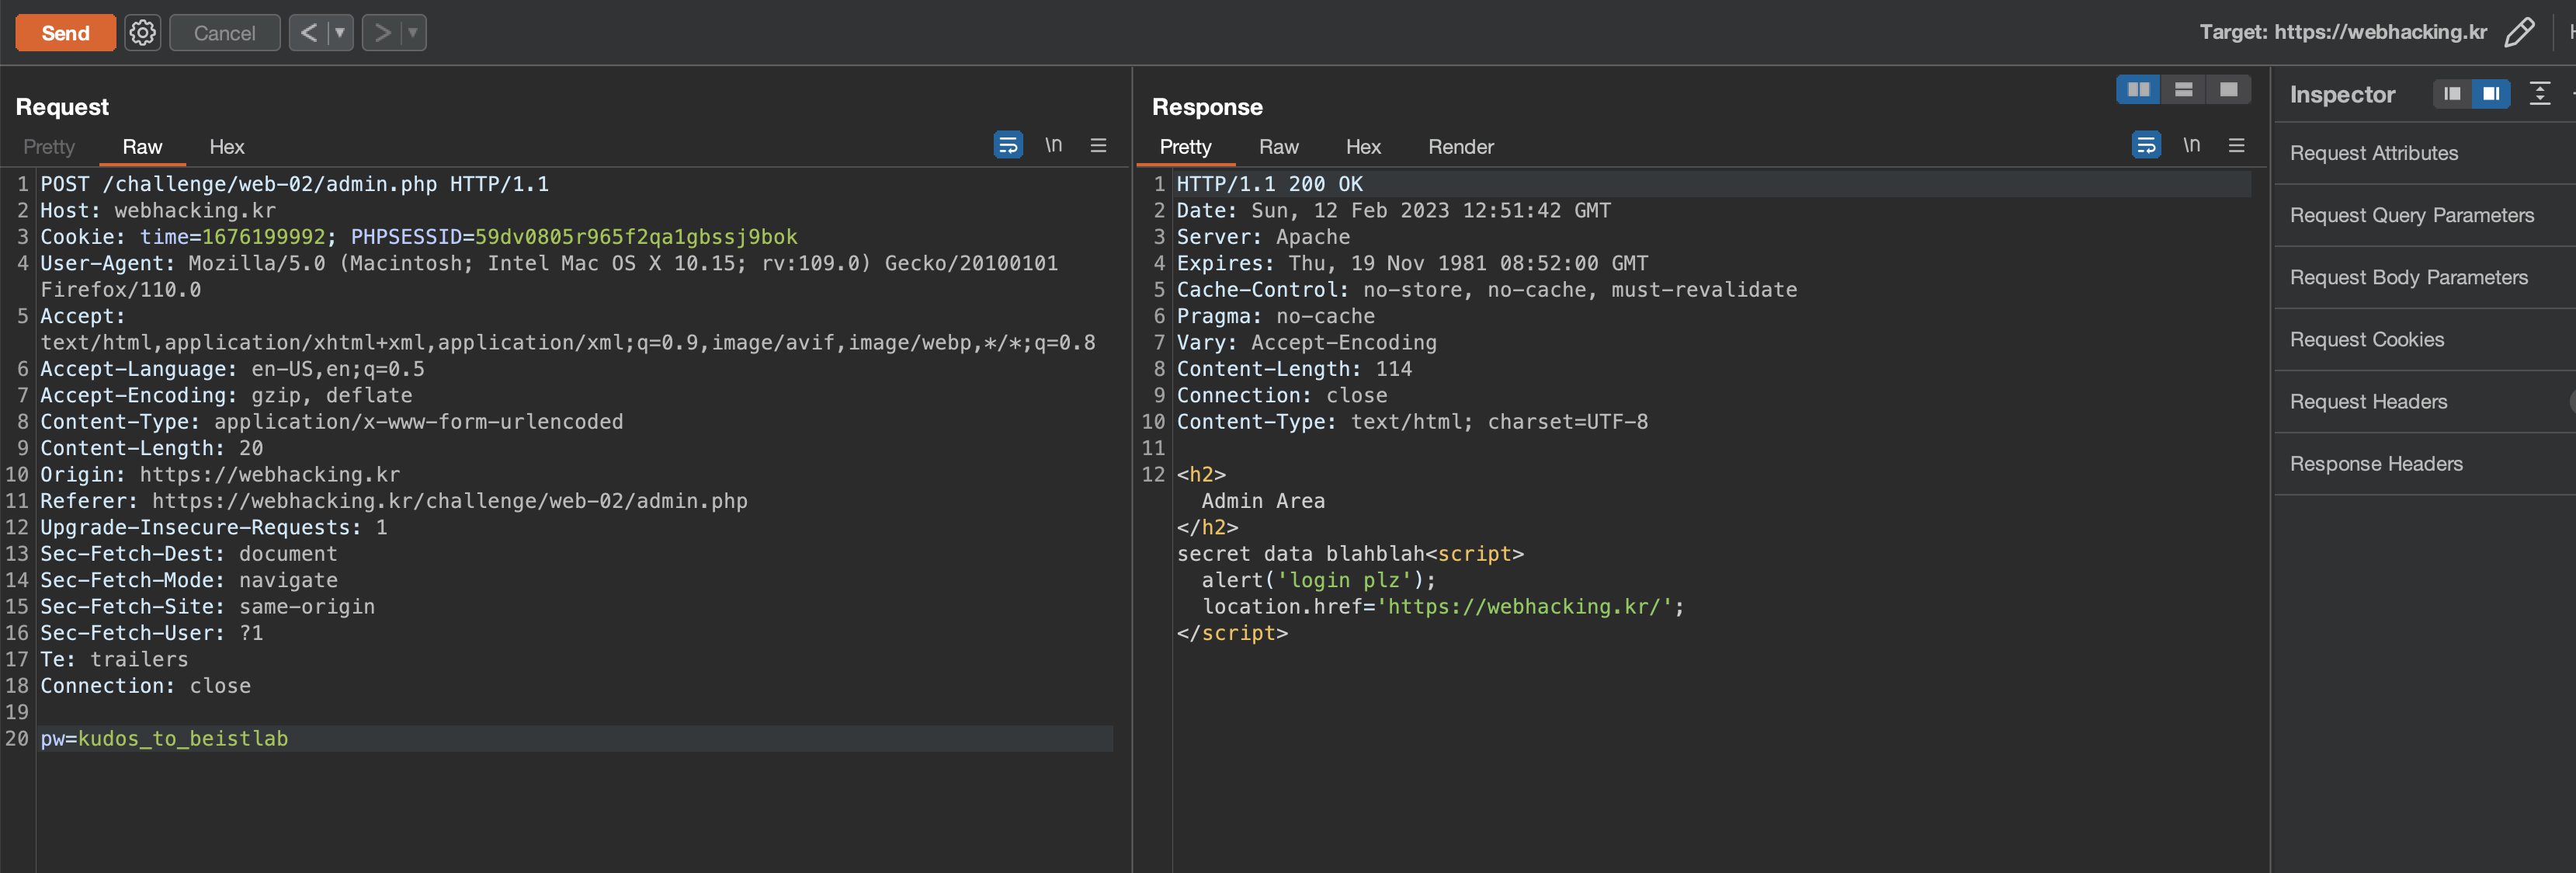 Send
Cancel
<
>
Target: https://webhacking.kr
Request
Pretty Raw Hex
\n
1 POST /challenge/web-02/admin.php HTTP/1.1
2 Host: webhacking.kr
3 Cookie: time=1676199992; PHPSESSID=59dv0805r965f2qa1gbssj9bok
4 User-Agent: Mozilla/5.0 (Macintosh; Intel Mac OS X 10.15; rv:109.0) Gecko/20100101
Firefox/110.0
5 Accept:
text/html,application/xhtml+xml,application/xml;q=0.9,image/avif,image/webp,*/*;q=0.8
6 Accept-Language: en-US,en;q=0.5
7 Accept-Encoding: gzip, deflate
8 Content-Type: application/x-www-form-urlencoded
9 Content-Length: 20
10 Origin: https://webhacking.kr
11 Referer: https://webhacking.kr/challenge/web-02/admin.php
12 Upgrade-Insecure-Requests: 1
13 Sec-Fetch-Dest: document
14 Sec-Fetch-Mode: navigate
15 Sec-Fetch-Site: same-origin
16 Sec-Fetch-User: ?1
17 Te: trailers
18 Connection: close
19
20 pw=kudos_to_beistlab
Response
Pretty Raw Hex Render
\n
1 HTTP/1.1 200 OK
2 Date: Sun, 12 Feb 2023 12:51:42 GMT
3 Server: Apache
4 Expires: Thu, 19 Nov 1981 08:52:00 GMT
5 Cache-Control: no-store, no-cache, must-revalidate
6 Pragma: no-cache
7 Vary: Accept-Encoding
8 Content-Length: 114
9 Connection: close
10 Content-Type: text/html; charset=UTF-8
11
12 <h2>
Admin Area
</h2>
secret data blahblah<script>
alert('login plz');
location.href='https://webhacking.kr/';
</script>
Inspector
Request Attributes
Request Query Parameters
Request Body Parameters
Request Cookies
Request Headers
Response Headers